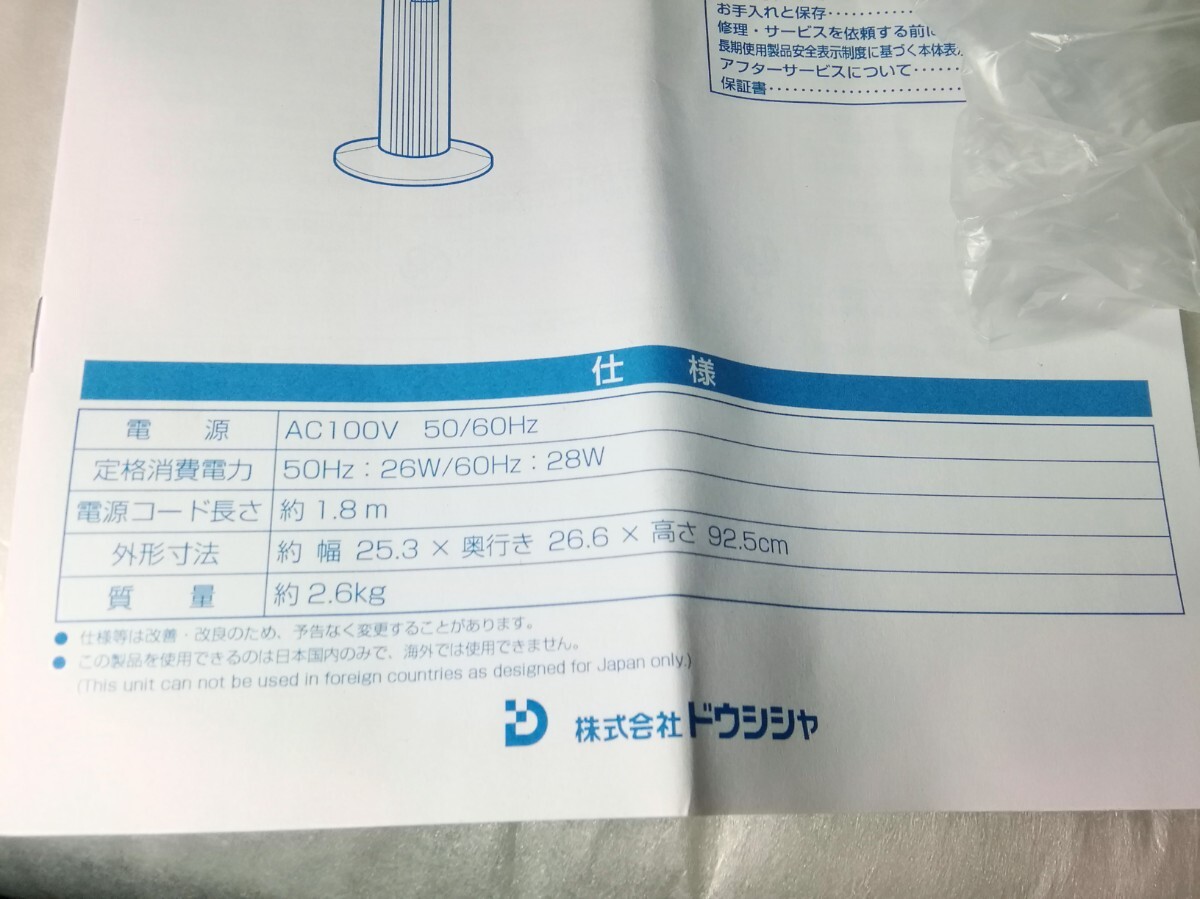 お手入れと保存‥‥‥‥
修理・サービスを依頼する前に
長期使用製品安全表示制度に基づく本体表
アフターサービスについて‥‥
保証書‥‥‥‥‥‥‥‥
仕 様
電 源 AC100V 50/60Hz
定格消費電力 50Hz:26W/60Hz:28W
電源コード長さ 約1.8m
外形寸法 約 幅 25.3 × 奥行き 26.6 × 高さ 92.5cm
質 量 約2.6kg
● 仕様等は改善・改良のため、予告なく変更することがあります。
● この製品を使用できるのは日本国内のみで、海外では使用できません。
(This unit can not be used in foreign countries as designed for Japan only.)
株式会社ドウシシャ